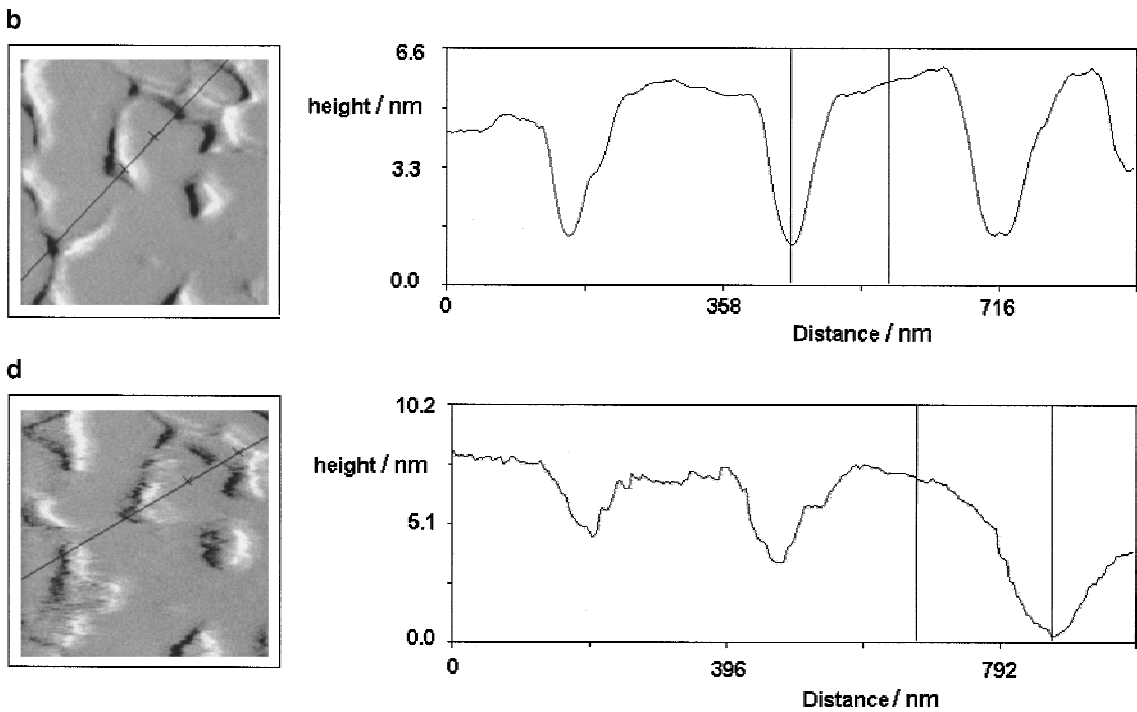 b
6.6
height / nm
3.3
0.0
0 358 716
Distance / nm
d
10.2
height / nm
5.1
0.0
0 396 792
Distance / nm